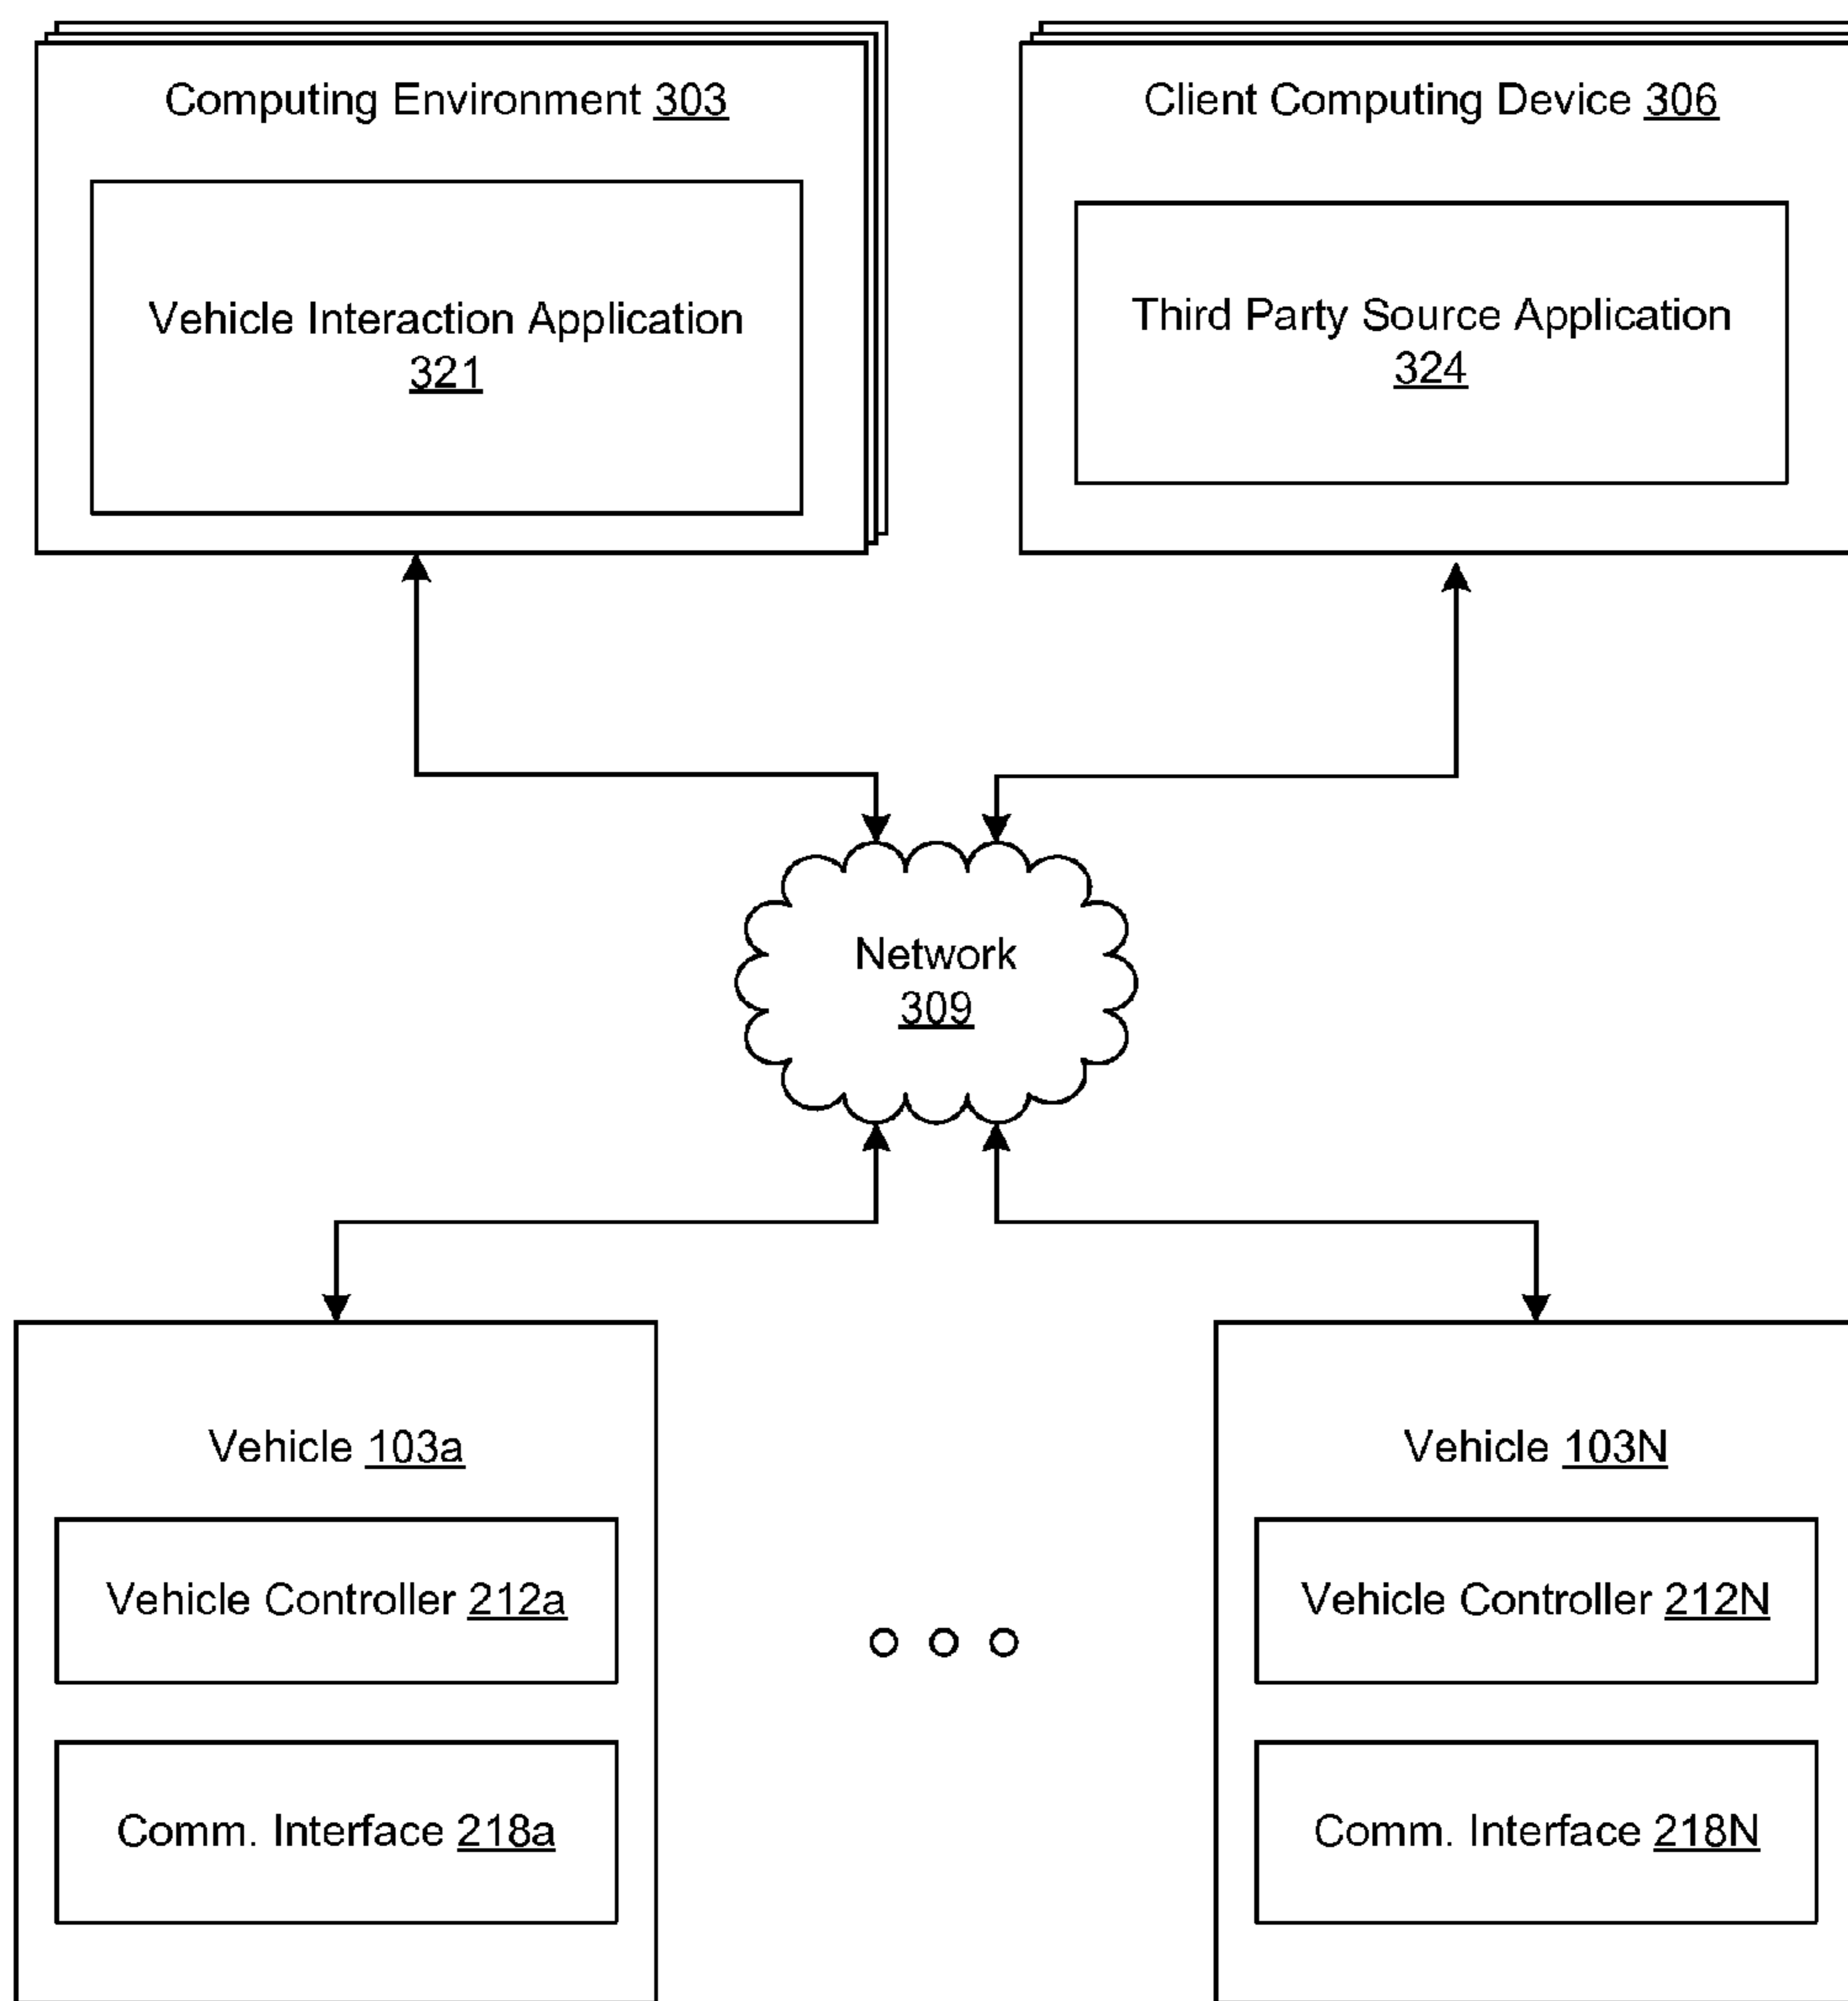 Computing Environment 303
Vehicle Interaction Application
321
Client Computing Device 306
Third Party Source Application
324
Network
309
Vehicle 103a
Vehicle Controller 212a
Comm. Interface 218a
Vehicle 103N
Vehicle Controller 212N
Comm. Interface 218N